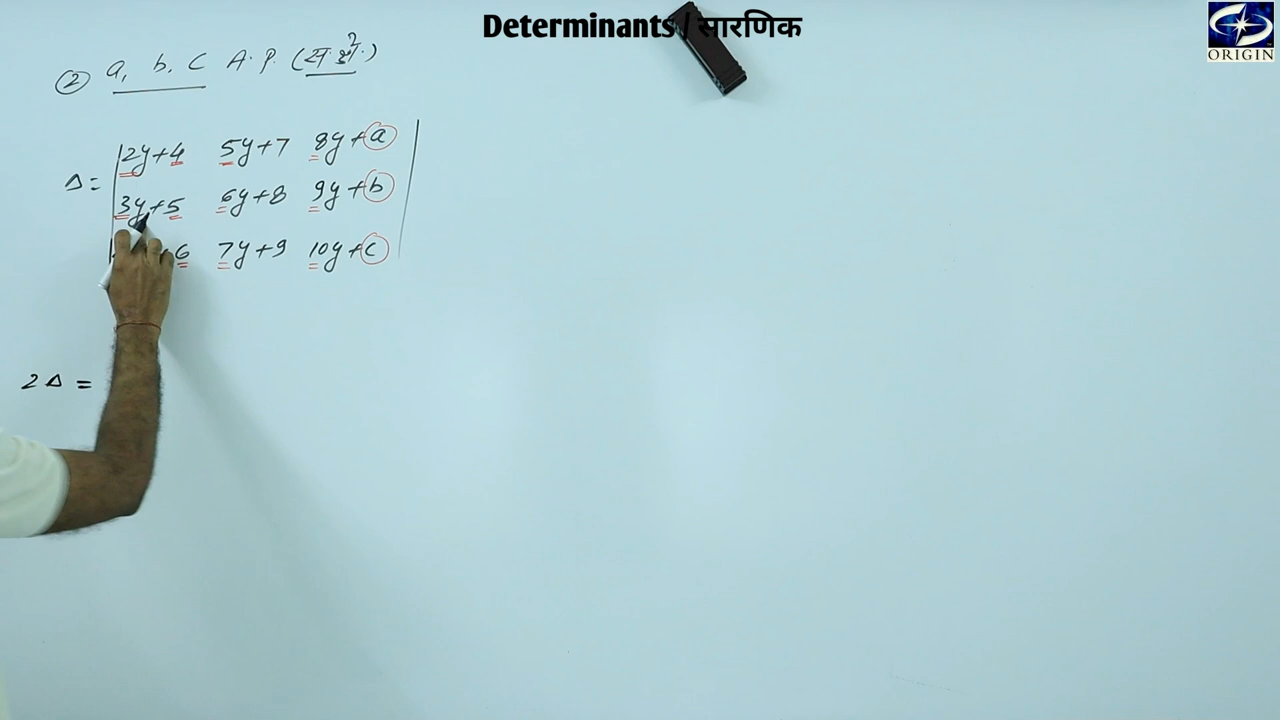 Determinants / सारणिक
ORIGIN
② a, b, c A.P. (
Δ = | 2y+4 5y+7 8y+a |
3y+5 6y+8 9y+b
6 7y+9 10y+c
2Δ =